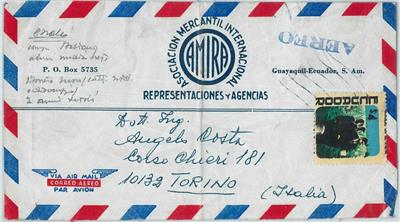 ASOCIACION MERCANTIL INTERNACIONAL
AMIRA
REPRESENTACIONES Y AGENCIAS
P. O. Box 5735
AEREO
Guayaquil-Ecuador, S. Am.
ECUADOR
Dott. Ing.
Angelo Costa
Corso Chieri 181
10132 TORINO
(Italia)
VIA AIR MAIL
CORREO AEREO
PAR AVION